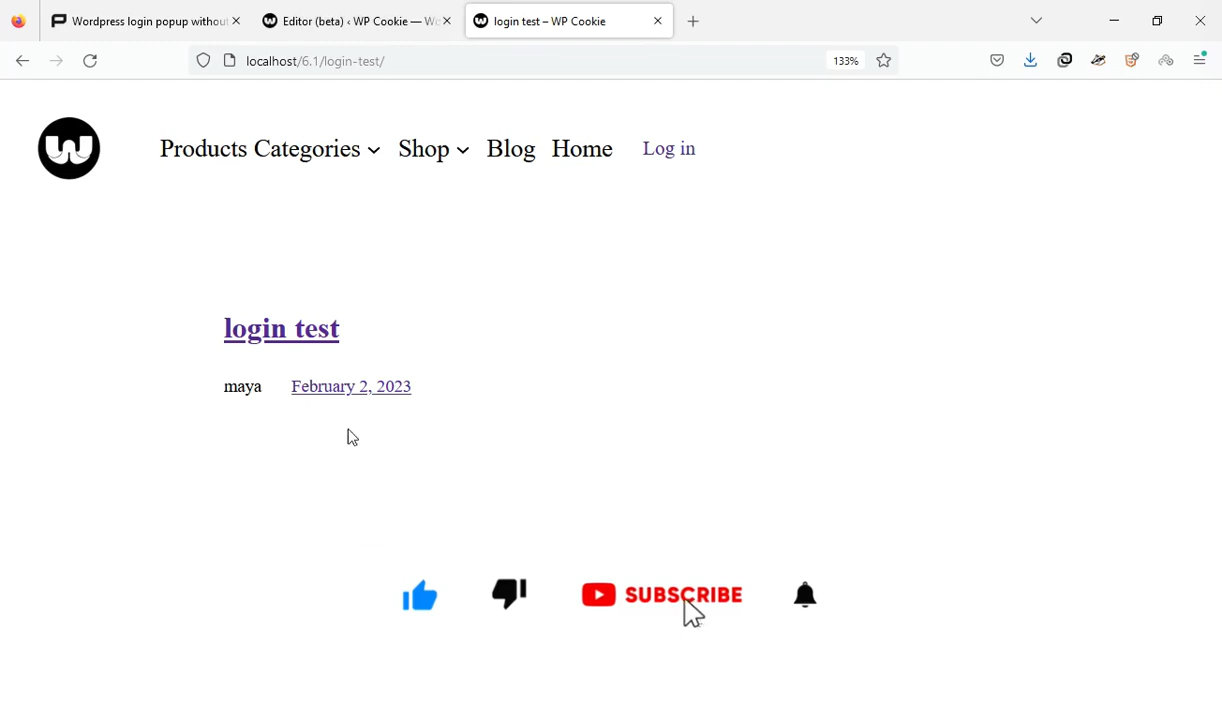 Wordpress login popup withou
Editor (beta) ‹ WP Cookie — W
login test – WP Cookie
localhost/6.1/login-test/
133%
Products Categories
Shop
Blog
Home
Log in
login test
maya
February 2, 2023
SUBSCRIBE